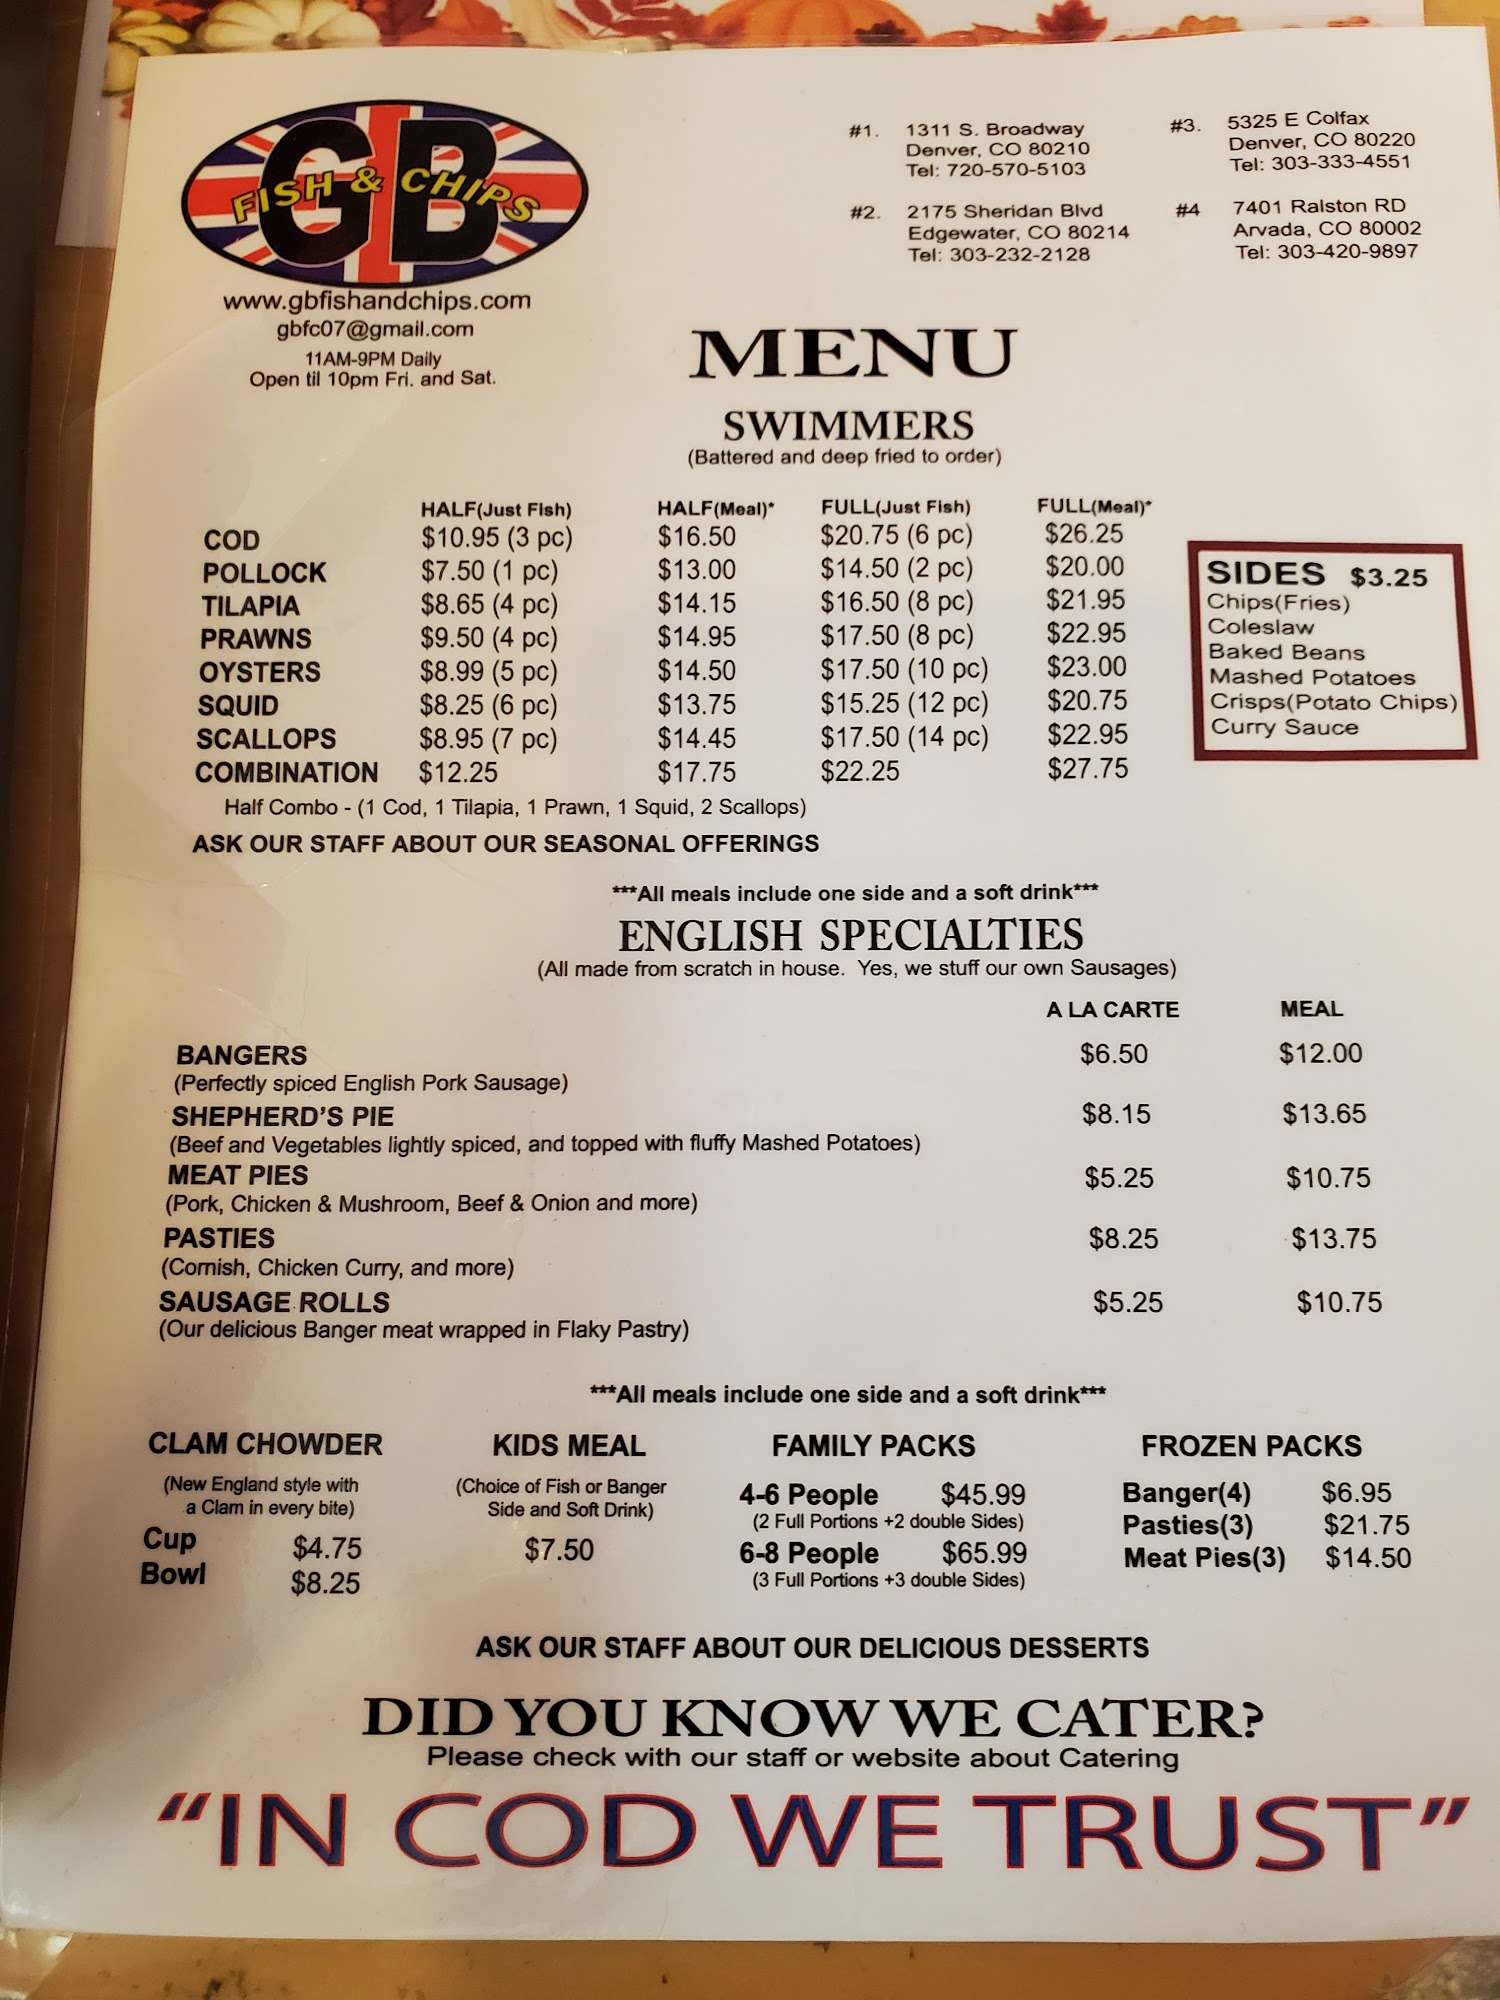 GB
FISH & CHIPS
www.gbfishandchips.com
gbfc07@gmail.com
11AM-9PM Daily
Open til 10pm Fri. and Sat.
#1. 1311 S. Broadway
Denver, CO 80210
Tel: 720-570-5103
#2. 2175 Sheridan Blvd
Edgewater, CO 80214
Tel: 303-232-2128
#3. 5325 E Colfax
Denver, CO 80220
Tel: 303-333-4551
#4 7401 Ralston RD
Arvada, CO 80002
Tel: 303-420-9897
MENU
SWIMMERS
(Battered and deep fried to order)
HALF(Just Fish) HALF(Meal)* FULL(Just Fish) FULL(Meal)*
COD $10.95 (3 pc) $16.50 $20.75 (6 pc) $26.25
POLLOCK $7.50 (1 pc) $13.00 $14.50 (2 pc) $20.00
TILAPIA $8.65 (4 pc) $14.15 $16.50 (8 pc) $21.95
PRAWNS $9.50 (4 pc) $14.95 $17.50 (8 pc) $22.95
OYSTERS $8.99 (5 pc) $14.50 $17.50 (10 pc) $23.00
SQUID $8.25 (6 pc) $13.75 $15.25 (12 pc) $20.75
SCALLOPS $8.95 (7 pc) $14.45 $17.50 (14 pc) $22.95
COMBINATION $12.25 $17.75 $22.25 $27.75
Half Combo - (1 Cod, 1 Tilapia, 1 Prawn, 1 Squid, 2 Scallops)
ASK OUR STAFF ABOUT OUR SEASONAL OFFERINGS
SIDES $3.25
Chips(Fries)
Coleslaw
Baked Beans
Mashed Potatoes
Crisps(Potato Chips)
Curry Sauce
***All meals include one side and a soft drink***
ENGLISH SPECIALTIES
(All made from scratch in house. Yes, we stuff our own Sausages)
A LA CARTE MEAL
BANGERS $6.50 $12.00
(Perfectly spiced English Pork Sausage)
SHEPHERD'S PIE $8.15 $13.65
(Beef and Vegetables lightly spiced, and topped with fluffy Mashed Potatoes)
MEAT PIES $5.25 $10.75
(Pork, Chicken & Mushroom, Beef & Onion and more)
PASTIES $8.25 $13.75
(Cornish, Chicken Curry, and more)
SAUSAGE ROLLS $5.25 $10.75
(Our delicious Banger meat wrapped in Flaky Pastry)
***All meals include one side and a soft drink***
CLAM CHOWDER
(New England style with
a Clam in every bite)
Cup $4.75
Bowl $8.25
KIDS MEAL
(Choice of Fish or Banger
Side and Soft Drink)
$7.50
FAMILY PACKS
4-6 People $45.99
(2 Full Portions +2 double Sides)
6-8 People $65.99
(3 Full Portions +3 double Sides)
FROZEN PACKS
Banger(4) $6.95
Pasties(3) $21.75
Meat Pies(3) $14.50
ASK OUR STAFF ABOUT OUR DELICIOUS DESSERTS
DID YOU KNOW WE CATER?
Please check with our staff or website about Catering
"IN COD WE TRUST"